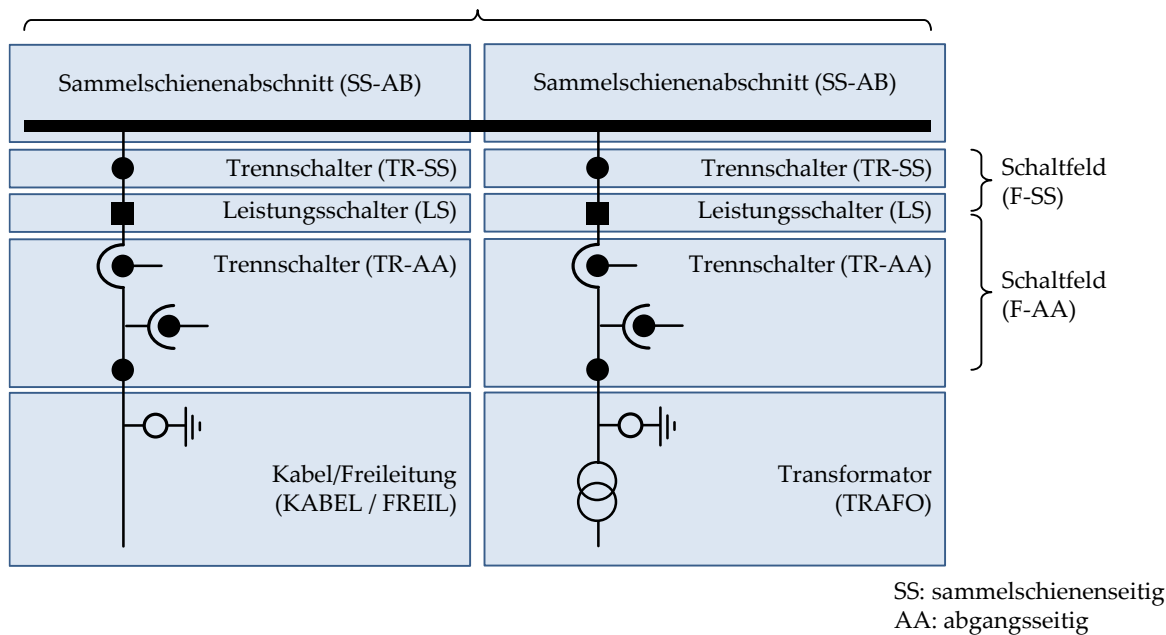 Sammelschienenabschnitt (SS-AB)
Sammelschienenabschnitt (SS-AB)
Trennschalter (TR-SS)
Trennschalter (TR-SS)
Schaltfeld
(F-SS)
Leistungsschalter (LS)
Leistungsschalter (LS)
Trennschalter (TR-AA)
Trennschalter (TR-AA)
Schaltfeld
(F-AA)
Kabel/Freileitung
(KABEL / FREIL)
Transformator
(TRAFO)
SS: sammelschienenseitig
AA: abgangsseitig